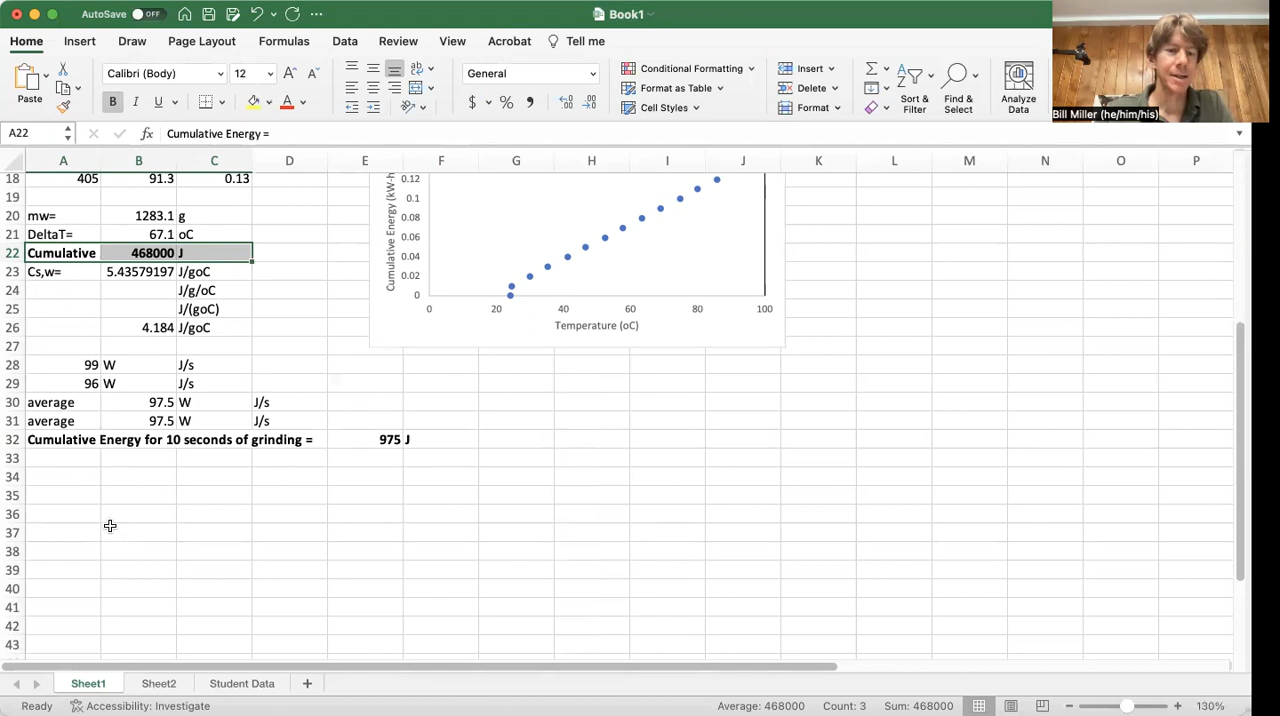 AutoSave OFF
Book1
Home Insert Draw Page Layout Formulas Data Review View Acrobat Tell me
Paste
Calibri (Body) 12
B I U
ab
General
$ % ,
Conditional Formatting
Format as Table
Cell Styles
Insert
Delete
Format
Sort &
Filter
Find &
Select
Analyze
Data
Bill Miller (he/him/his)
A22 fx Cumulative Energy =
A B C D E F G H I J K L M N O P
18 405 91.3 0.13
19
20 mw= 1283.1 g
21 DeltaT= 67.1 oC
22 Cumulative 468000 J
23 Cs,w= 5.43579197 J/goC
24 J/g/oC
25 J/(goC)
26 4.184 J/goC
27
28 99 W J/s
29 96 W J/s
30 average 97.5 W J/s
31 average 97.5 W J/s
32 Cumulative Energy for 10 seconds of grinding = 975 J
33
34
35
36
37
38
39
40
41
42
43
Cumulative Energy (kW-h
0.12
0.1
0.08
0.06
0.04
0.02
0
0 20 40 60 80 100
Temperature (oC)
Sheet1 Sheet2 Student Data +
Ready Accessibility: Investigate Average: 468000 Count: 3 Sum: 468000 130%